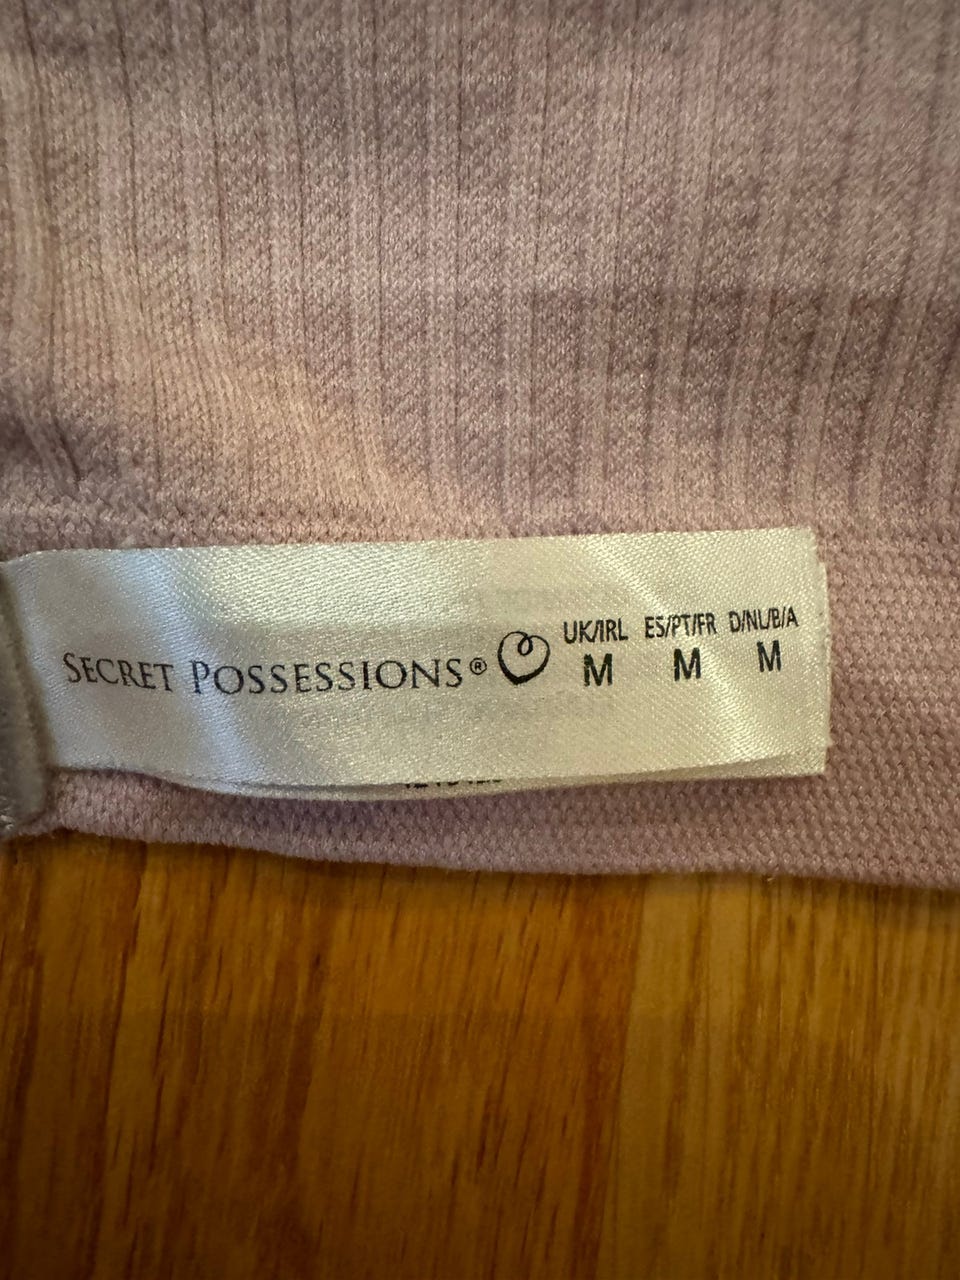 SECRET POSSESSIONS®
UK/IRL ES/PT/FR D/NL/B/A
M M M